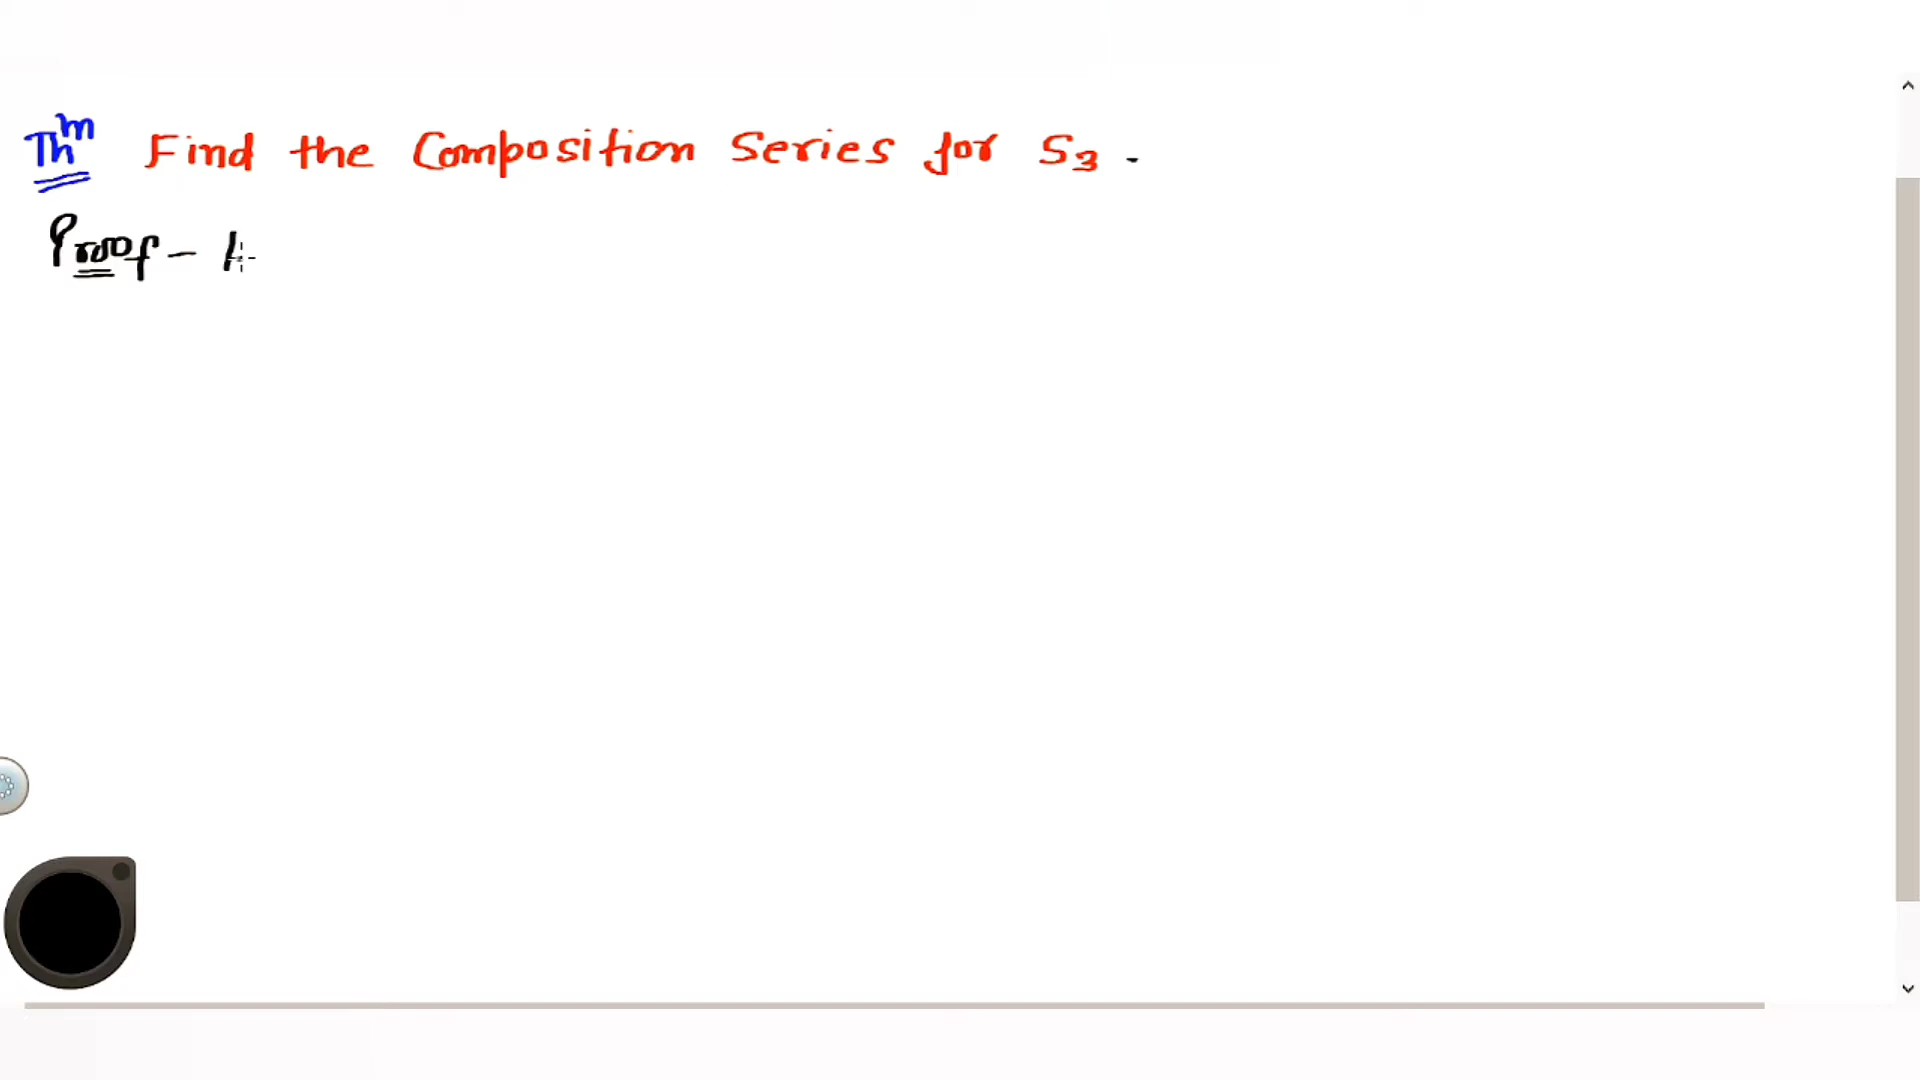 Thm Find the Composition Series for S3.
Proof -